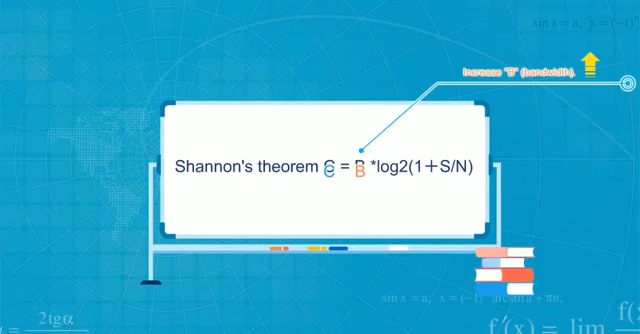 sin x = a, x = (−1)ⁿ
Increase "B" (bandwidth).
Shannon's theorem C = B *log2(1＋S/N)
sin x = a, x = (−1)ⁿ arcsin a + πn,
2tgα
f′(x) = lim